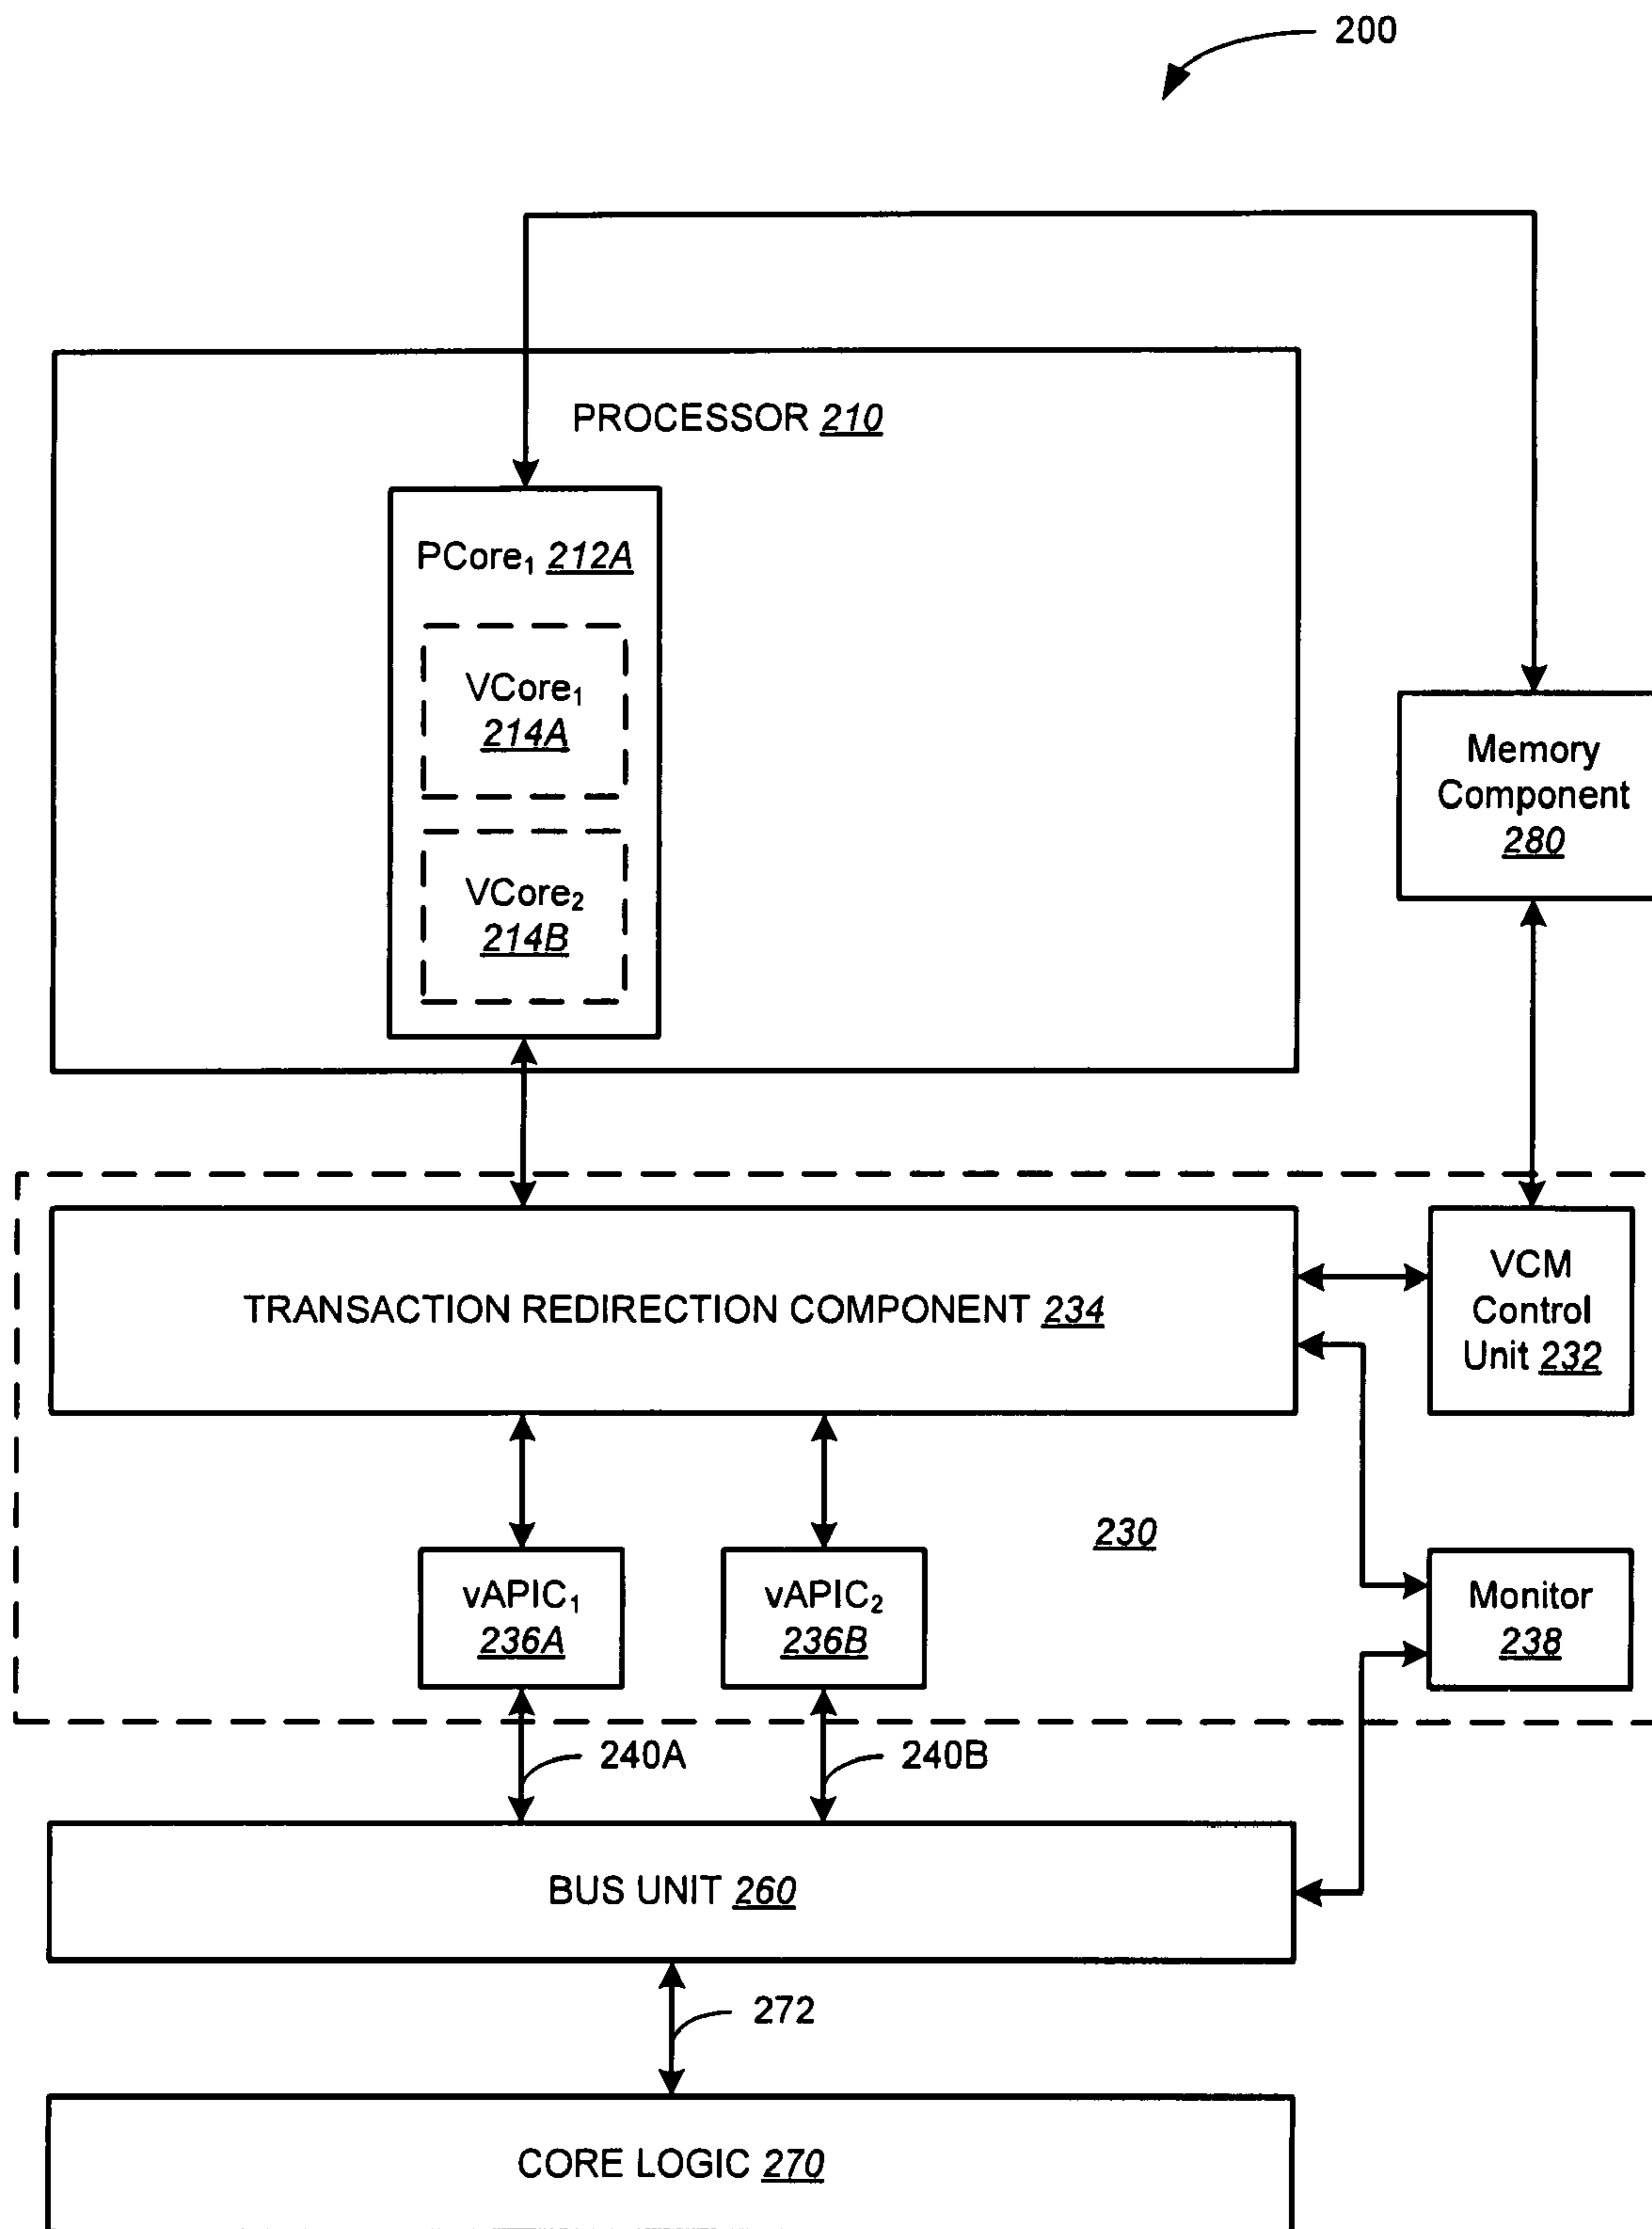 200
PROCESSOR 210
PCore₁ 212A
VCore₁
214A
VCore₂
214B
Memory
Component
280
TRANSACTION REDIRECTION COMPONENT 234
VCM
Control
Unit 232
230
vAPIC₁
236A
vAPIC₂
236B
Monitor
238
240A
240B
BUS UNIT 260
272
CORE LOGIC 270